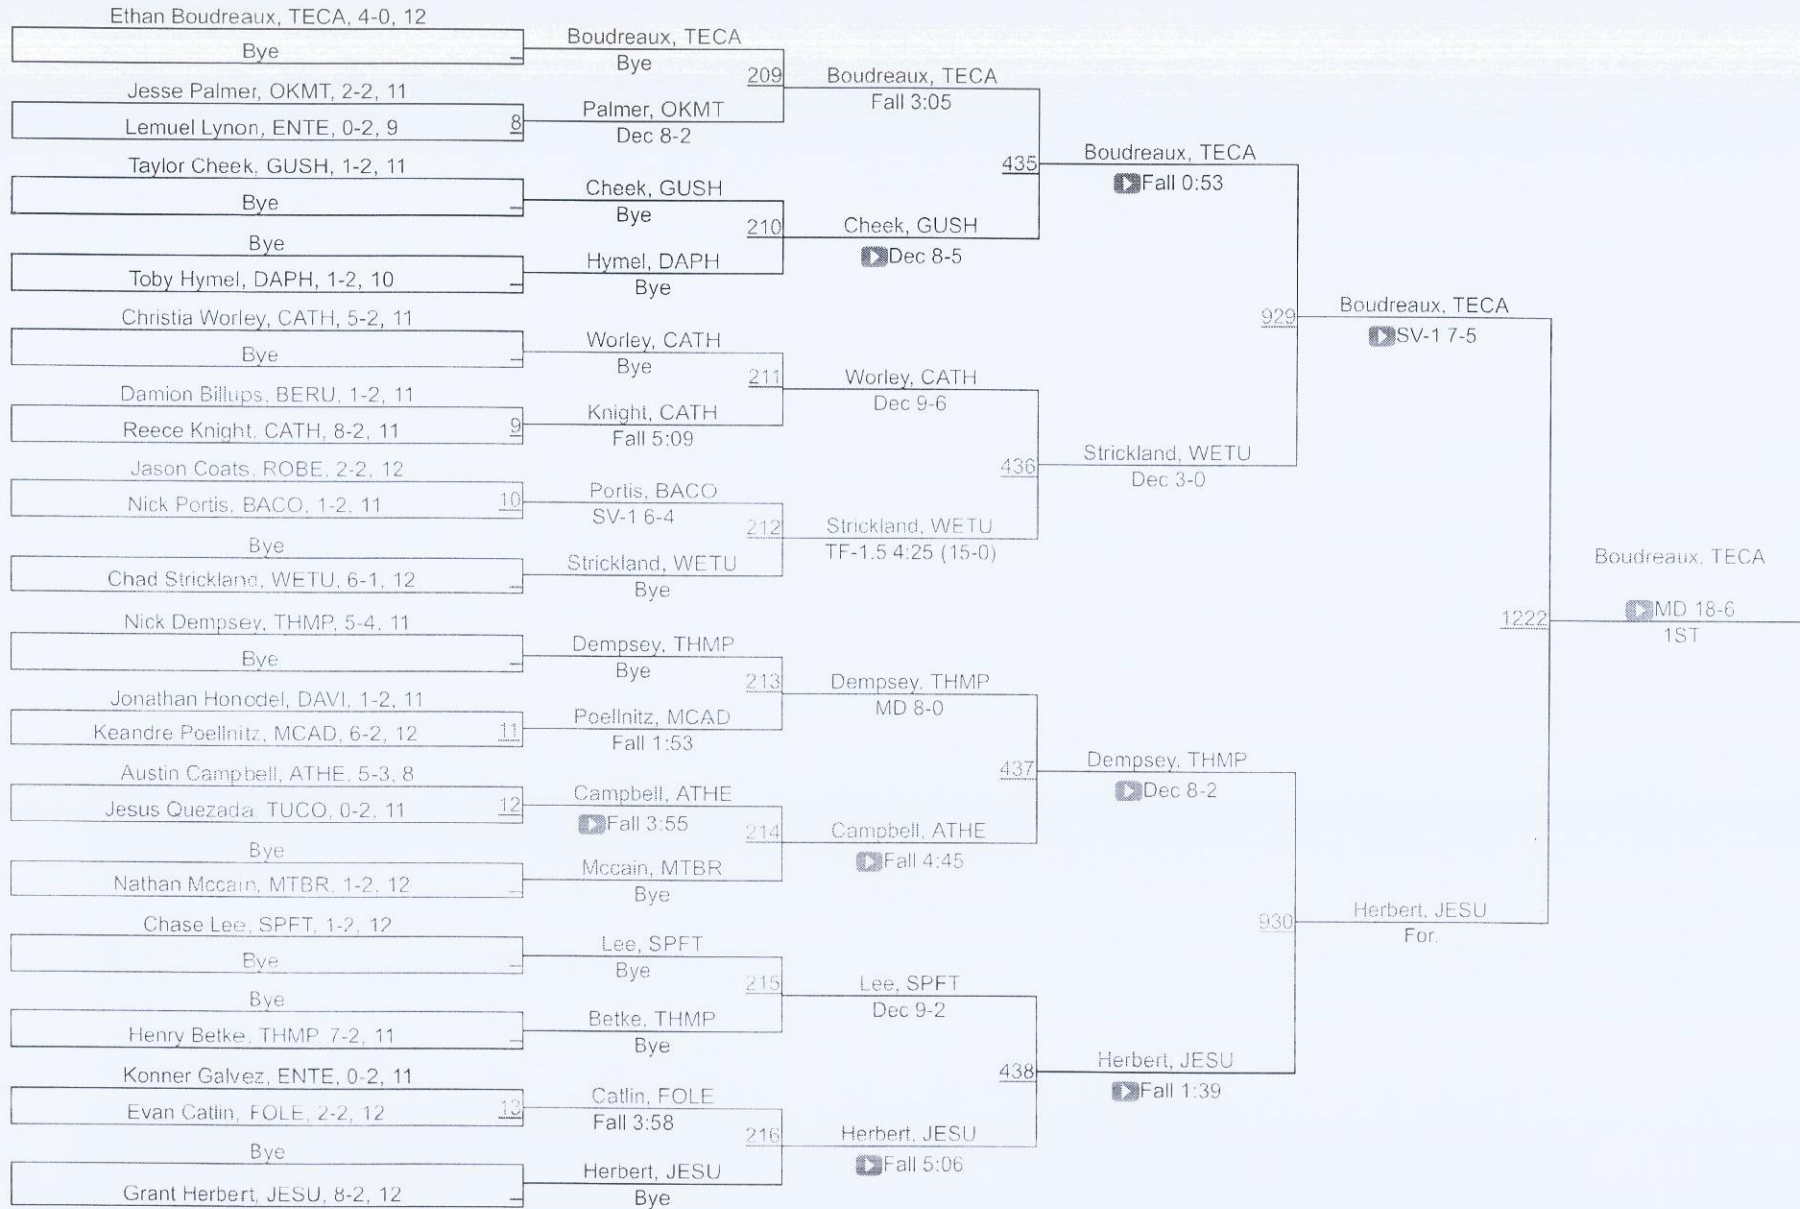 Ethan Boudreaux, TECA, 4-0, 12
Bye
Jesse Palmer, OKMT, 2-2, 11
Lemuel Lynon, ENTE, 0-2, 9
8
Taylor Cheek, GUSH, 1-2, 11
Bye
Bye
Toby Hymel, DAPH, 1-2, 10
Christia Worley, CATH, 5-2, 11
Bye
Damion Billups, BERU, 1-2, 11
Reece Knight, CATH, 8-2, 11
9
Jason Coats, ROBE, 2-2, 12
Nick Portis, BACO, 1-2, 11
10
Bye
Chad Strickland, WETU, 6-1, 12
Nick Dempsey, THMP, 5-4, 11
Bye
Jonathan Honodel, DAVI, 1-2, 11
Keandre Poellnitz, MCAD, 6-2, 12
11
Austin Campbell, ATHE, 5-3, 8
Jesus Quezada, TUCO, 0-2, 11
12
Bye
Nathan Mccain, MTBR, 1-2, 12
Chase Lee, SPFT, 1-2, 12
Bye
Bye
Henry Betke, THMP, 7-2, 11
Konner Galvez, ENTE, 0-2, 11
Evan Catlin, FOLE, 2-2, 12
13
Bye
Grant Herbert, JESU, 8-2, 12
Boudreaux, TECA
Bye
209
Palmer, OKMT
Dec 8-2
Cheek, GUSH
Bye
210
Hymel, DAPH
Bye
Worley, CATH
Bye
211
Knight, CATH
Fall 5:09
Portis, BACO
SV-1 6-4
212
Strickland, WETU
Bye
Dempsey, THMP
Bye
213
Poellnitz, MCAD
Fall 1:53
Campbell, ATHE
Fall 3:55
214
Mccain, MTBR
Bye
Lee, SPFT
Bye
215
Betke, THMP
Bye
Catlin, FOLE
Fall 3:58
216
Herbert, JESU
Bye
Boudreaux, TECA
Fall 3:05
435
Cheek, GUSH
Dec 8-5
Worley, CATH
Dec 9-6
436
Strickland, WETU
TF-1.5 4:25 (15-0)
Dempsey, THMP
MD 8-0
437
Campbell, ATHE
Fall 4:45
Lee, SPFT
Dec 9-2
438
Herbert, JESU
Fall 5:06
Boudreaux, TECA
Fall 0:53
929
Strickland, WETU
Dec 3-0
Dempsey, THMP
Dec 8-2
930
Herbert, JESU
Fall 1:39
Boudreaux, TECA
SV-1 7-5
1222
Herbert, JESU
For.
Boudreaux, TECA
MD 18-6
1ST